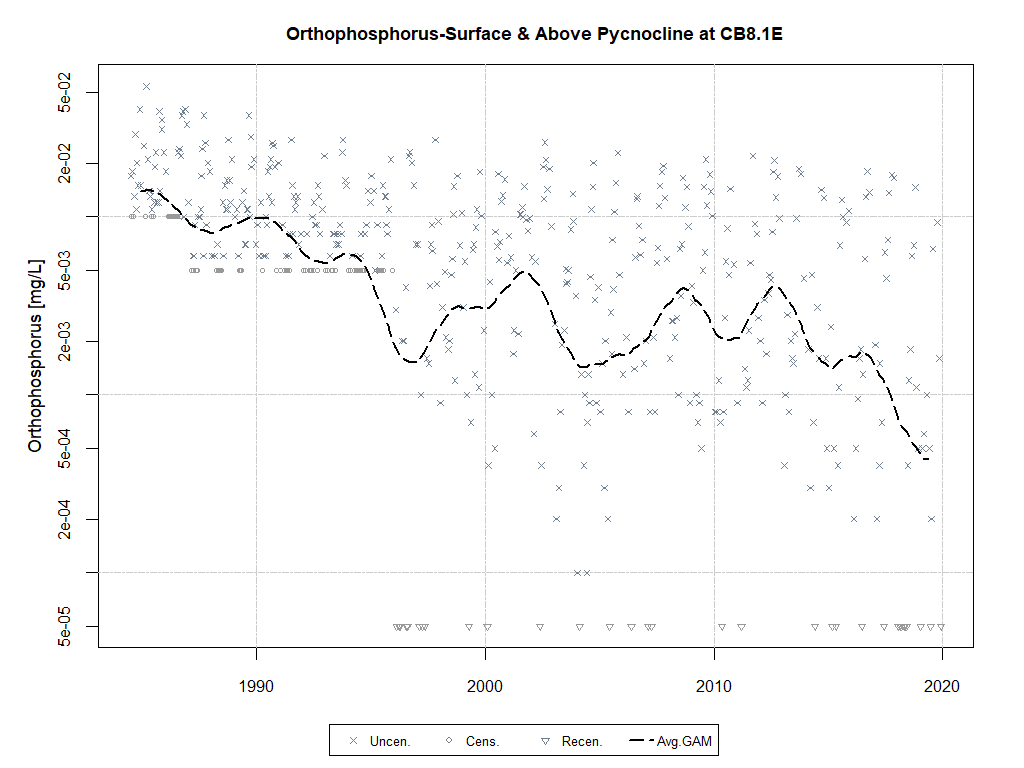 Orthophosphorus-Surface & Above Pycnocline at CB8.1E
Orthophosphorus [mg/L]
5e-02
2e-02
5e-03
2e-03
5e-04
2e-04
5e-05
1990
2000
2010
2020
Uncen.
Cens.
Recen.
Avg.GAM